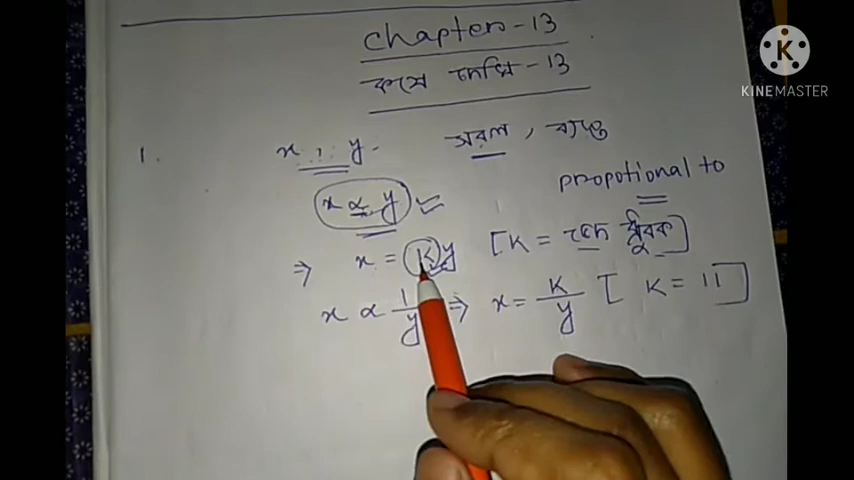 chapter-13
কষে দেখি-13
1. x, y. সরল, ব্যস্ত
x ∝ y propotional to
⇒ x = Ky [K = ভেদ ধ্রুবক]
x ∝ 1/y ⇒ x = K/y [K = 11]
K
KINEMASTER